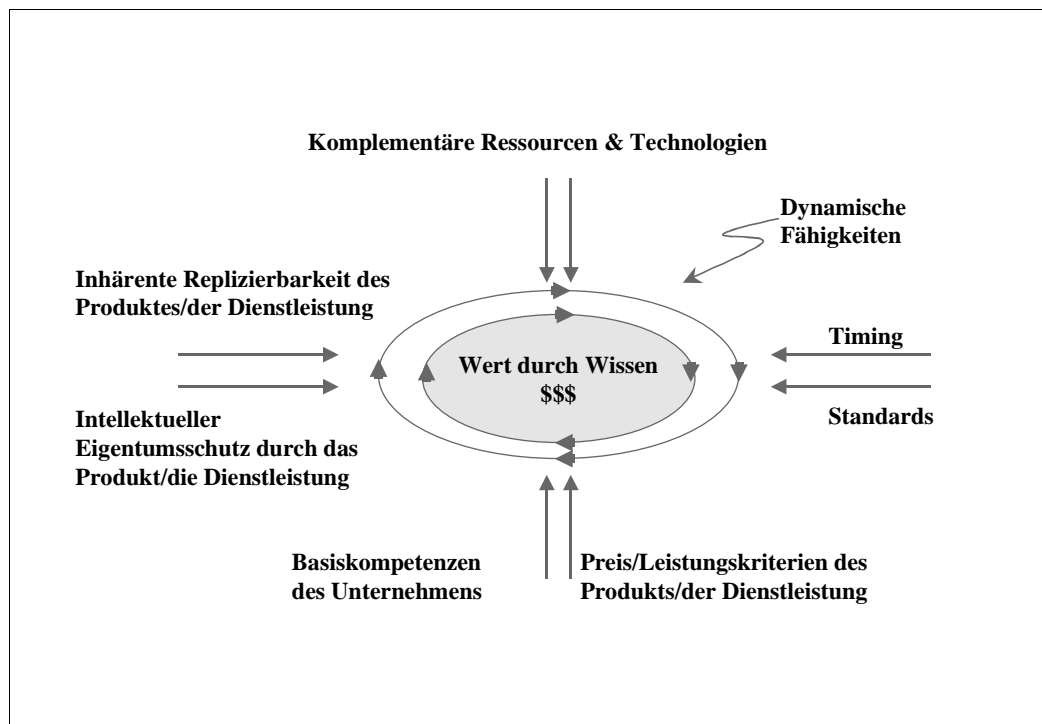 Komplementäre Ressourcen & Technologien
Dynamische
Fähigkeiten
Inhärente Replizierbarkeit des
Produktes/der Dienstleistung
Timing
Wert durch Wissen
$$$
Standards
Intellektueller
Eigentumsschutz durch das
Produkt/die Dienstleistung
Basiskompetenzen
des Unternehmens
Preis/Leistungskriterien des
Produkts/der Dienstleistung